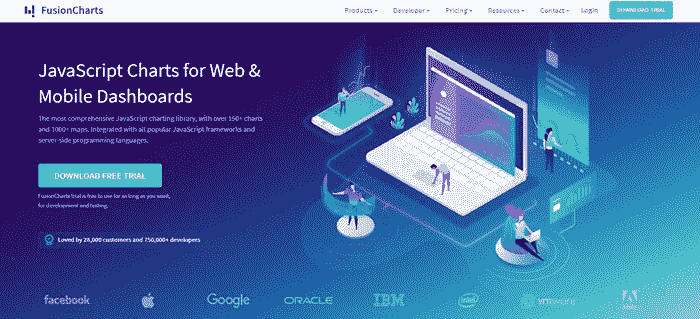 FusionCharts
Products Developer Pricing Resources Contact Login DOWNLOAD TRIAL
JavaScript Charts for Web &
Mobile Dashboards
The most comprehensive JavaScript charting library, with over 150+ charts
and 1000+ maps. Integrated with all popular JavaScript frameworks and
server-side programming languages.
DOWNLOAD FREE TRIAL
FusionCharts trial is free to use for as long as you want,
for development and testing.
Loved by 28,000 customers and 750,000+ developers
facebook Google ORACLE IBM intel vmware Adobe